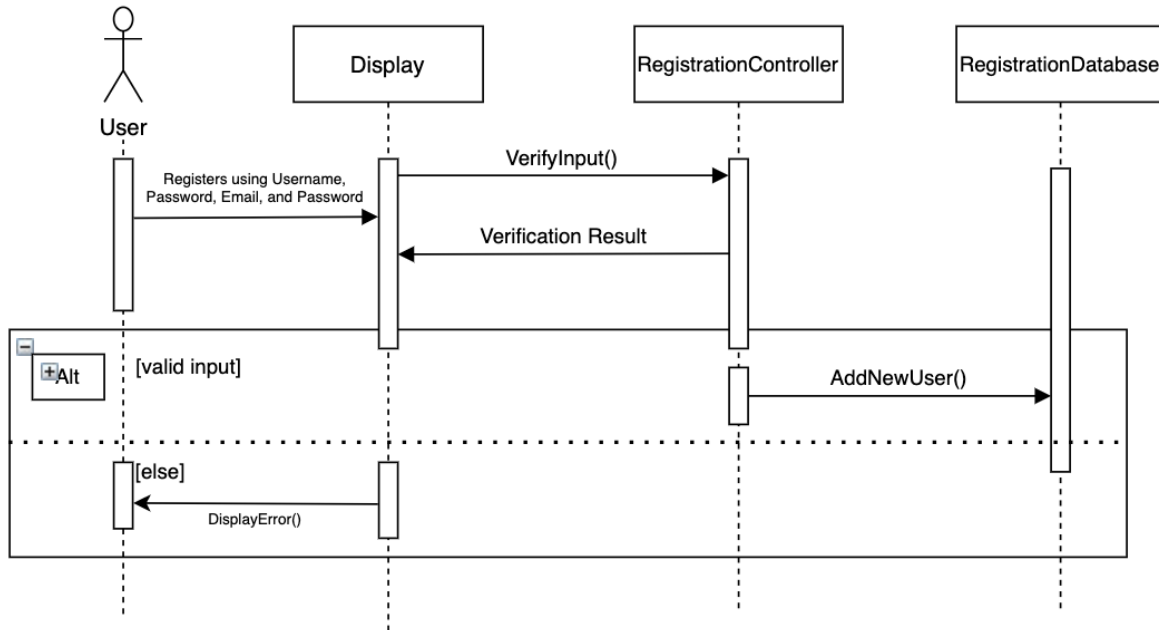 User
Display
RegistrationController
RegistrationDatabase
VerifyInput()
Registers using Username,
Password, Email, and Password
Verification Result
Alt
[valid input]
AddNewUser()
[else]
DisplayError()